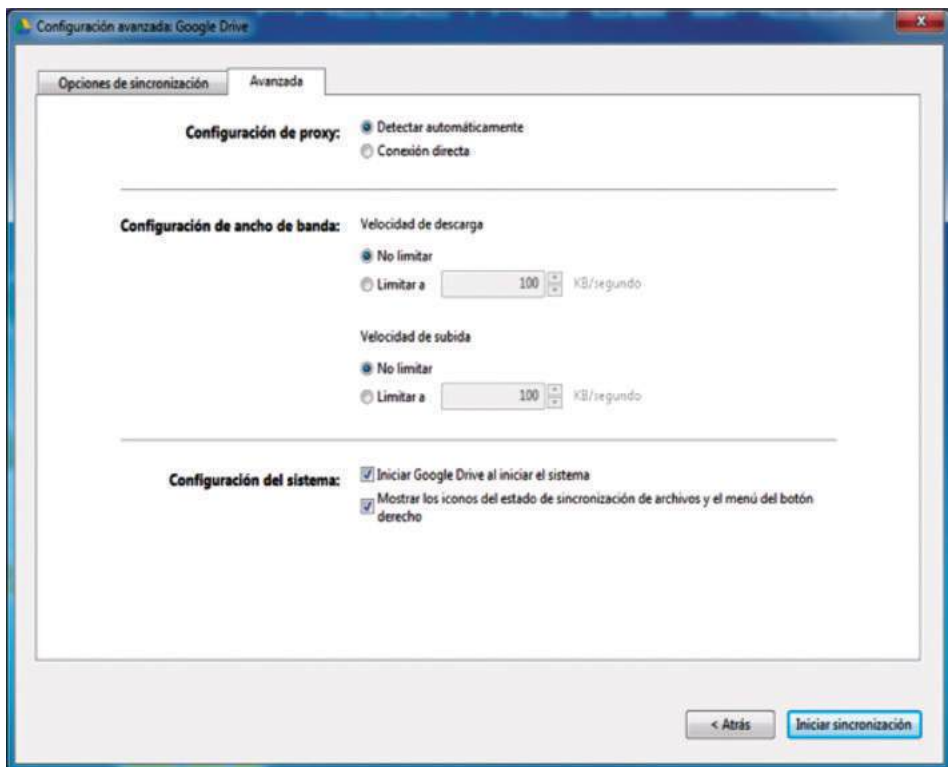 Configuración avanzada: Google Drive
Opciones de sincronización
Avanzada
Configuración de proxy:
Detectar automáticamente
Conexión directa
Configuración de ancho de banda:
Velocidad de descarga
No limitar
Limitar a 100 KB/segundo
Velocidad de subida
No limitar
Limitar a 100 KB/segundo
Configuración del sistema:
Iniciar Google Drive al iniciar el sistema
Mostrar los iconos del estado de sincronización de archivos y el menú del botón
derecho
< Atrás
Iniciar sincronización